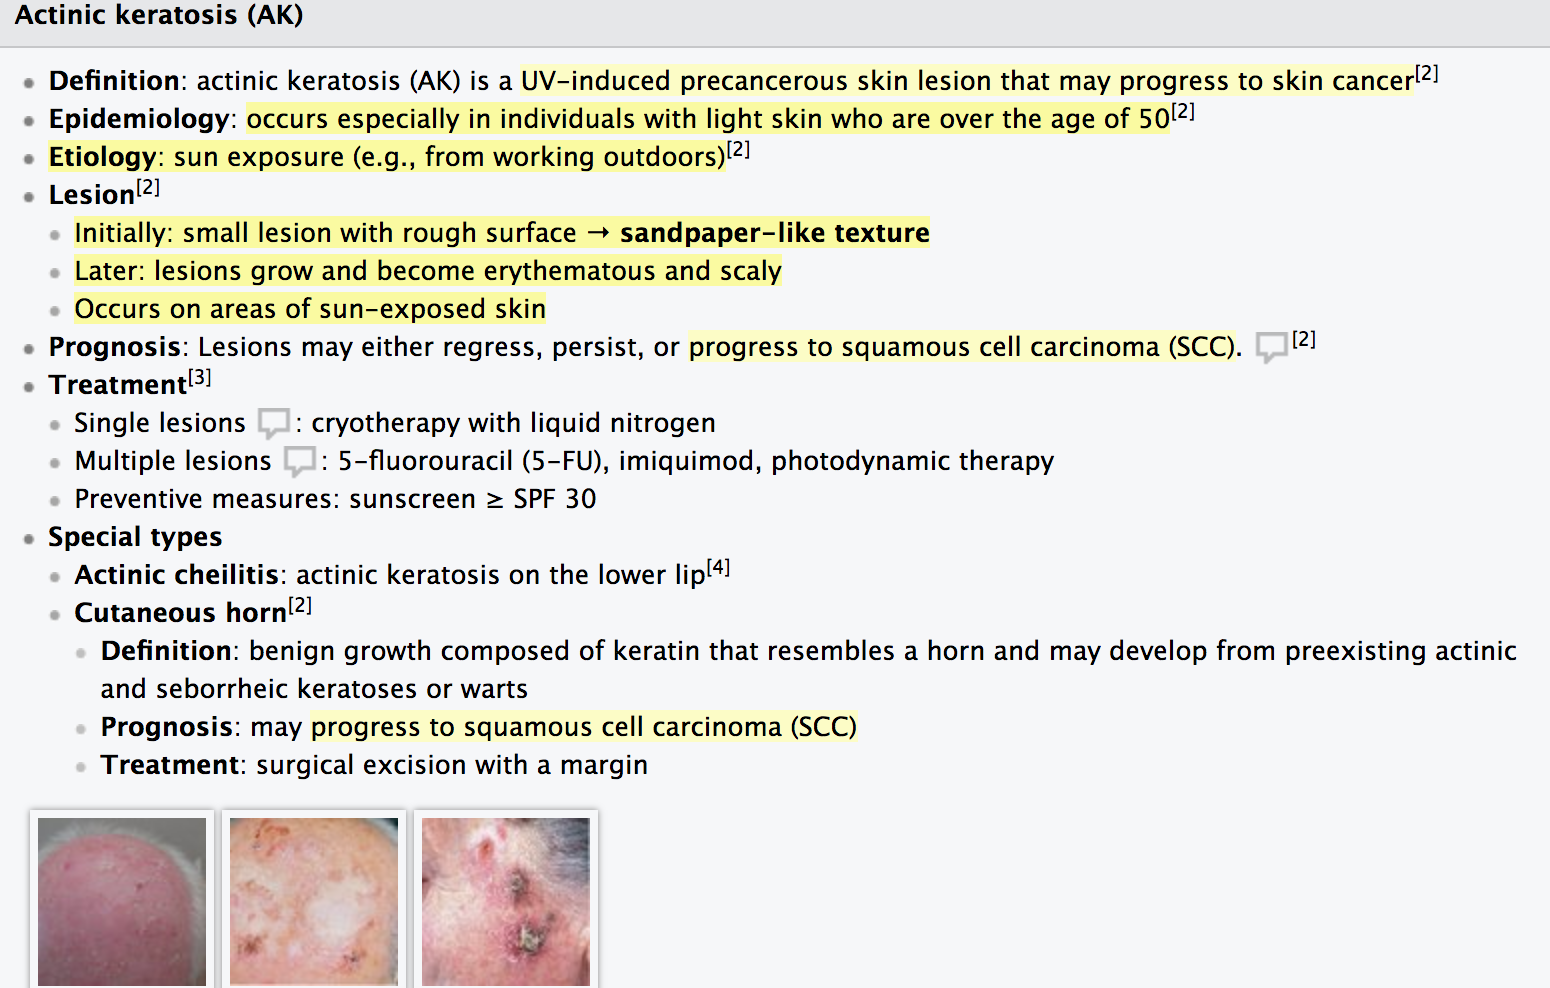 Actinic keratosis (AK)
Definition: actinic keratosis (AK) is a UV-induced precancerous skin lesion that may progress to skin cancer[2]
Epidemiology: occurs especially in individuals with light skin who are over the age of 50[2]
Etiology: sun exposure (e.g., from working outdoors)[2]
Lesion[2]
Initially: small lesion with rough surface → sandpaper-like texture
Later: lesions grow and become erythematous and scaly
Occurs on areas of sun-exposed skin
Prognosis: Lesions may either regress, persist, or progress to squamous cell carcinoma (SCC). [2]
Treatment[3]
Single lesions : cryotherapy with liquid nitrogen
Multiple lesions : 5-fluorouracil (5-FU), imiquimod, photodynamic therapy
Preventive measures: sunscreen ≥ SPF 30
Special types
Actinic cheilitis: actinic keratosis on the lower lip[4]
Cutaneous horn[2]
Definition: benign growth composed of keratin that resembles a horn and may develop from preexisting actinic
and seborrheic keratoses or warts
Prognosis: may progress to squamous cell carcinoma (SCC)
Treatment: surgical excision with a margin